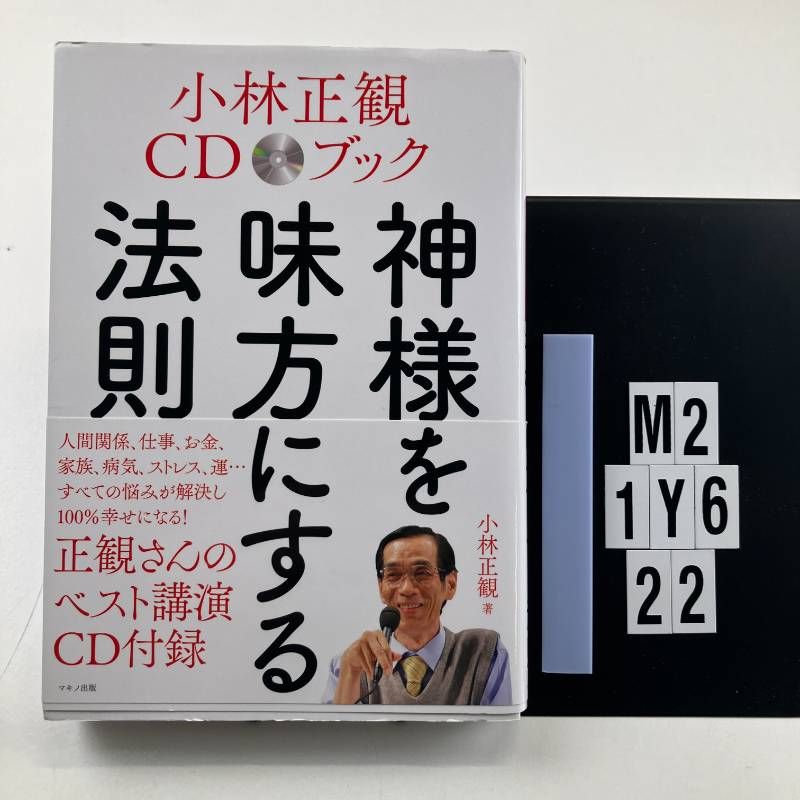 小林正観
CDブック
神様を
味方にする
法則
人間関係、仕事、お金、
家族、病気、ストレス、運…
すべての悩みが解決し
100%幸せになる!
正観さんの
ベスト講演
CD付録
小林正観 著
マキノ出版
M2
1Y6
22